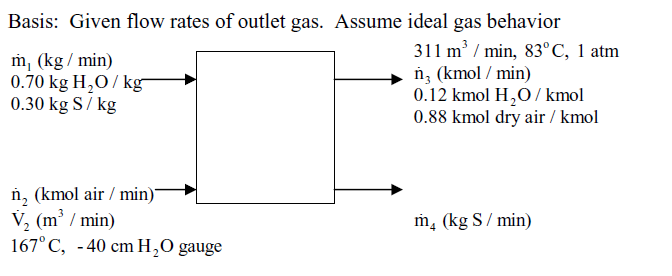 Basis: Given flow rates of outlet gas. Assume ideal gas behavior
ṁ₁ (kg / min)
0.70 kg H₂O / kg
0.30 kg S / kg
311 m³ / min, 83°C, 1 atm
ṅ₃ (kmol / min)
0.12 kmol H₂O / kmol
0.88 kmol dry air / kmol
ṅ₂ (kmol air / min)
V̇₂ (m³ / min)
167°C, -40 cm H₂O gauge
ṁ₄ (kg S / min)